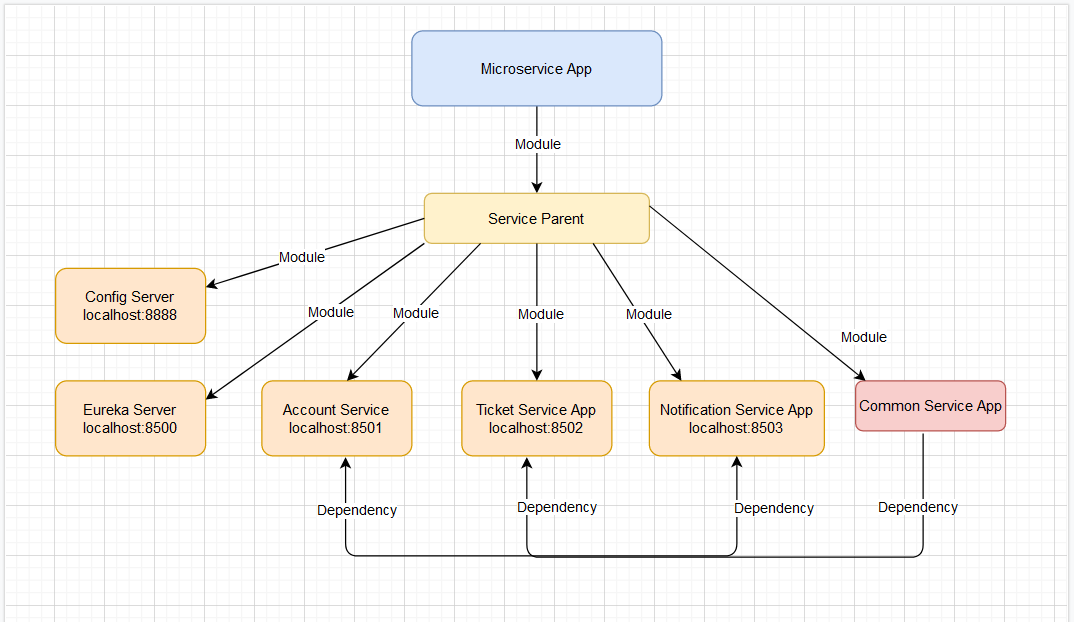 Microservice App
Module
Service Parent
Module
Config Server
localhost:8888
Module
Module
Module
Module
Module
Eureka Server
localhost:8500
Account Service
localhost:8501
Ticket Service App
localhost:8502
Notification Service App
localhost:8503
Common Service App
Dependency
Dependency
Dependency
Dependency